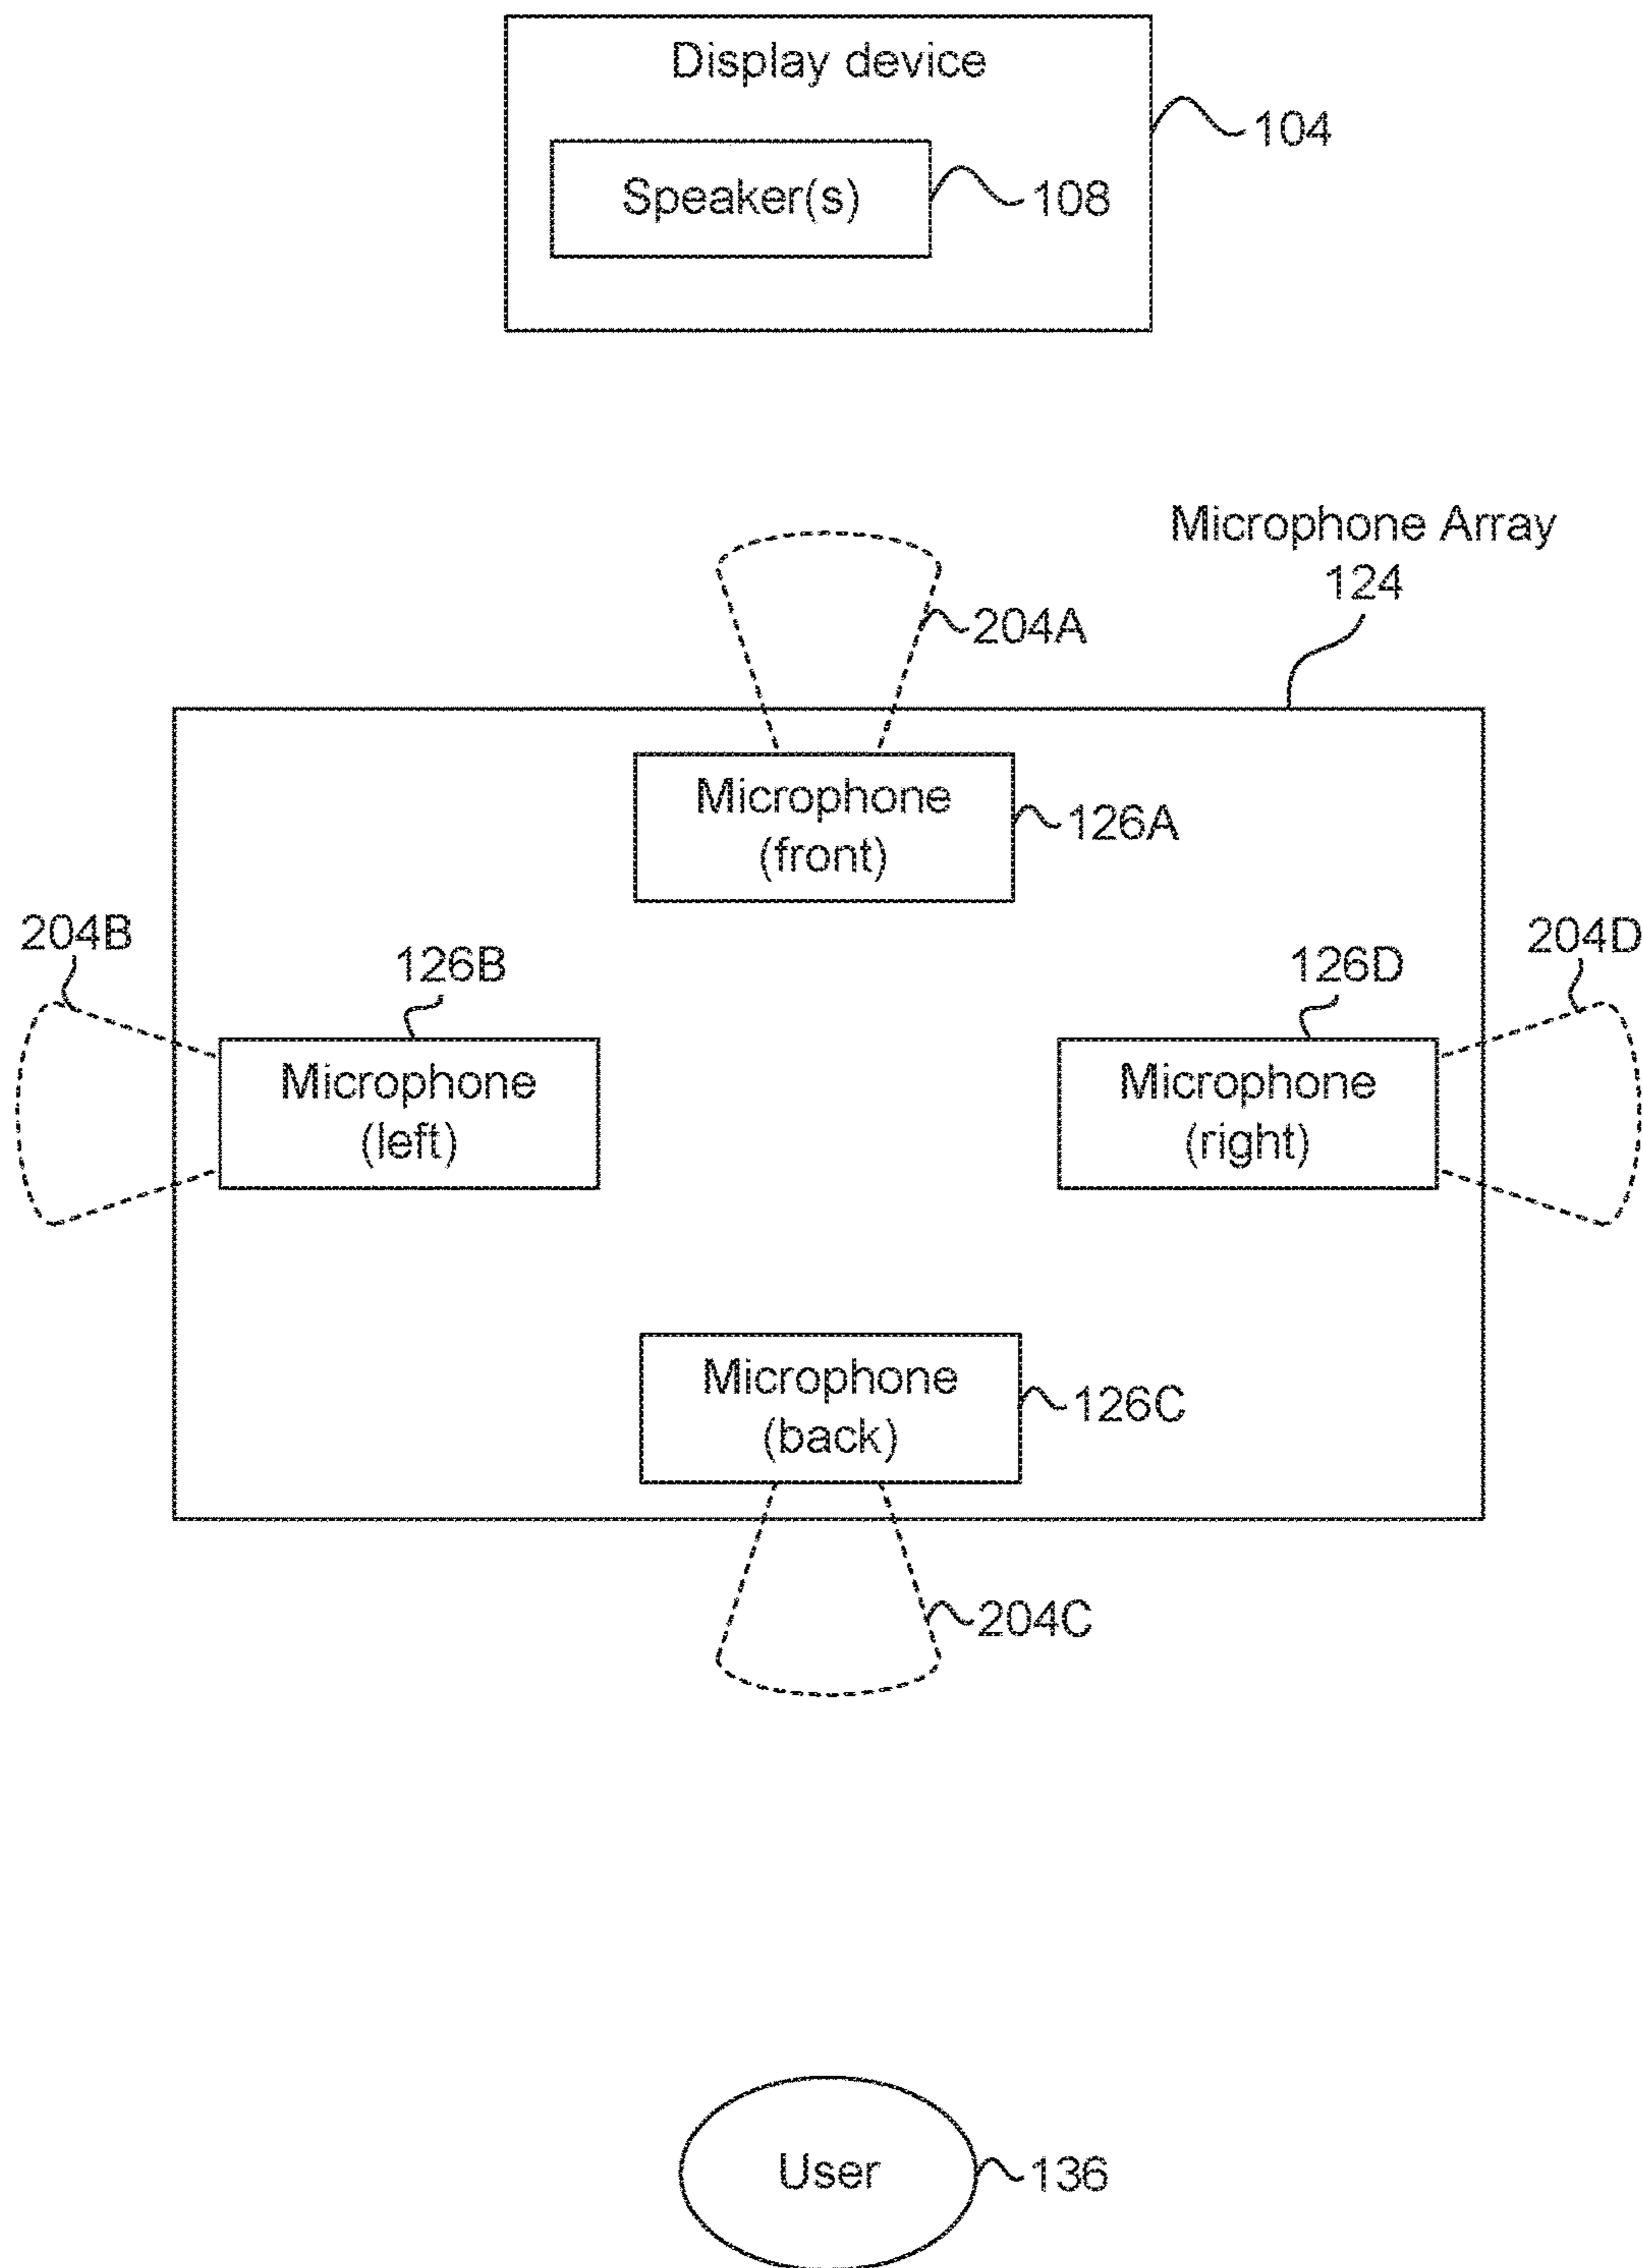 Display device
104
Speaker(s)
108
Microphone Array
124
204A
Microphone
(front)
126A
204B
126B
126D
204D
Microphone
(left)
Microphone
(right)
Microphone
(back)
126C
204C
User
136